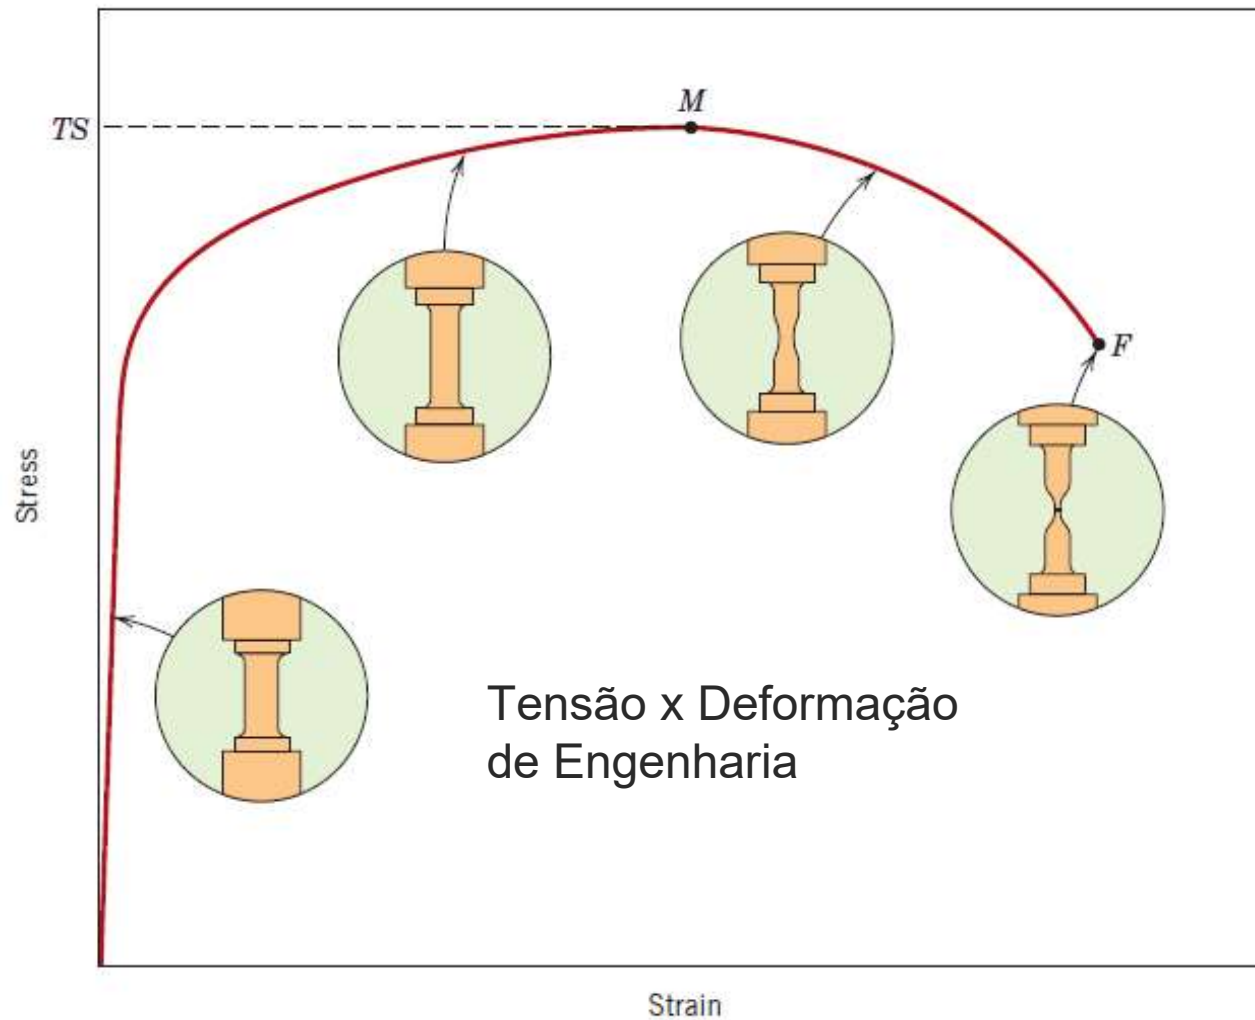 M
TS
F
Stress
Tensão x Deformação
de Engenharia
Strain